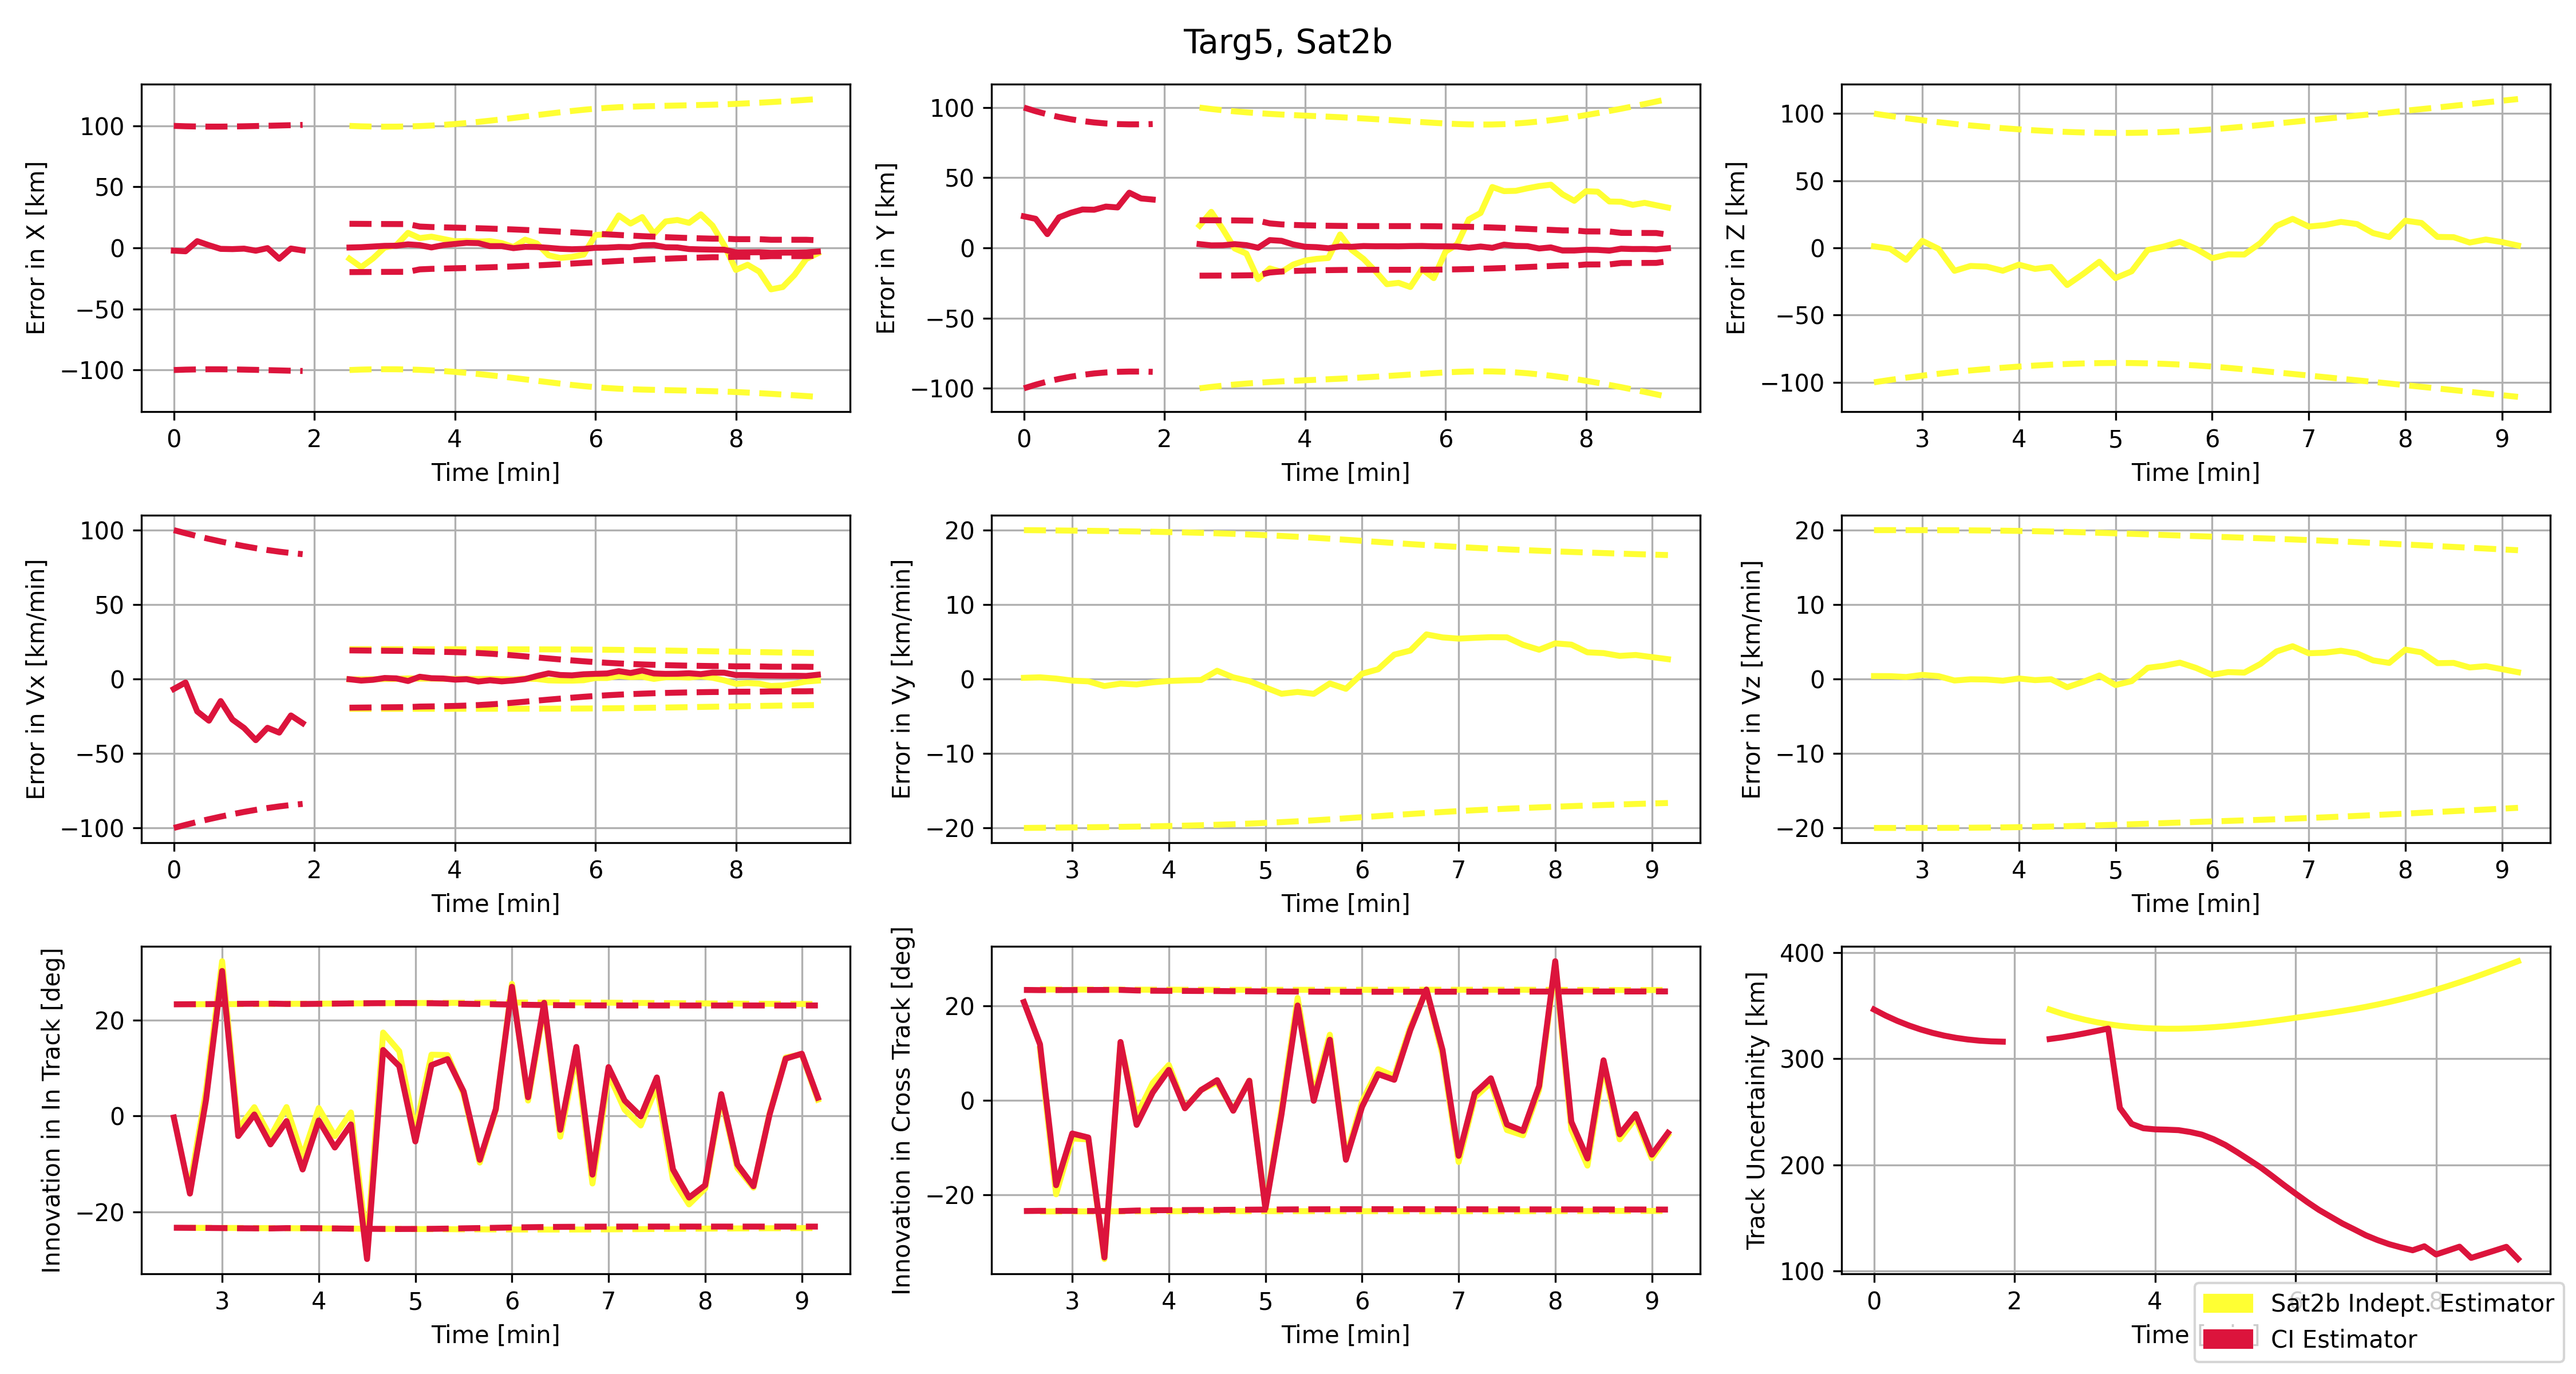 Targ5, Sat2b
Error in X [km]
100
50
0
−50
−100
0 2 4 6 8
Time [min]
Error in Y [km]
100
50
0
−50
−100
0 2 4 6 8
Time [min]
Error in Z [km]
100
50
0
−50
−100
3 4 5 6 7 8 9
Time [min]
Error in Vx [km/min]
100
50
0
−50
−100
0 2 4 6 8
Time [min]
Error in Vy [km/min]
20
10
0
−10
−20
3 4 5 6 7 8 9
Time [min]
Error in Vz [km/min]
20
10
0
−10
−20
3 4 5 6 7 8 9
Time [min]
Innovation in In Track [deg]
20
0
−20
3 4 5 6 7 8 9
Time [min]
Innovation in Cross Track [deg]
20
0
−20
3 4 5 6 7 8 9
Time [min]
Track Uncertainity [km]
400
300
200
100
0 2 4 6 8
Time
Sat2b Indept. Estimator
CI Estimator